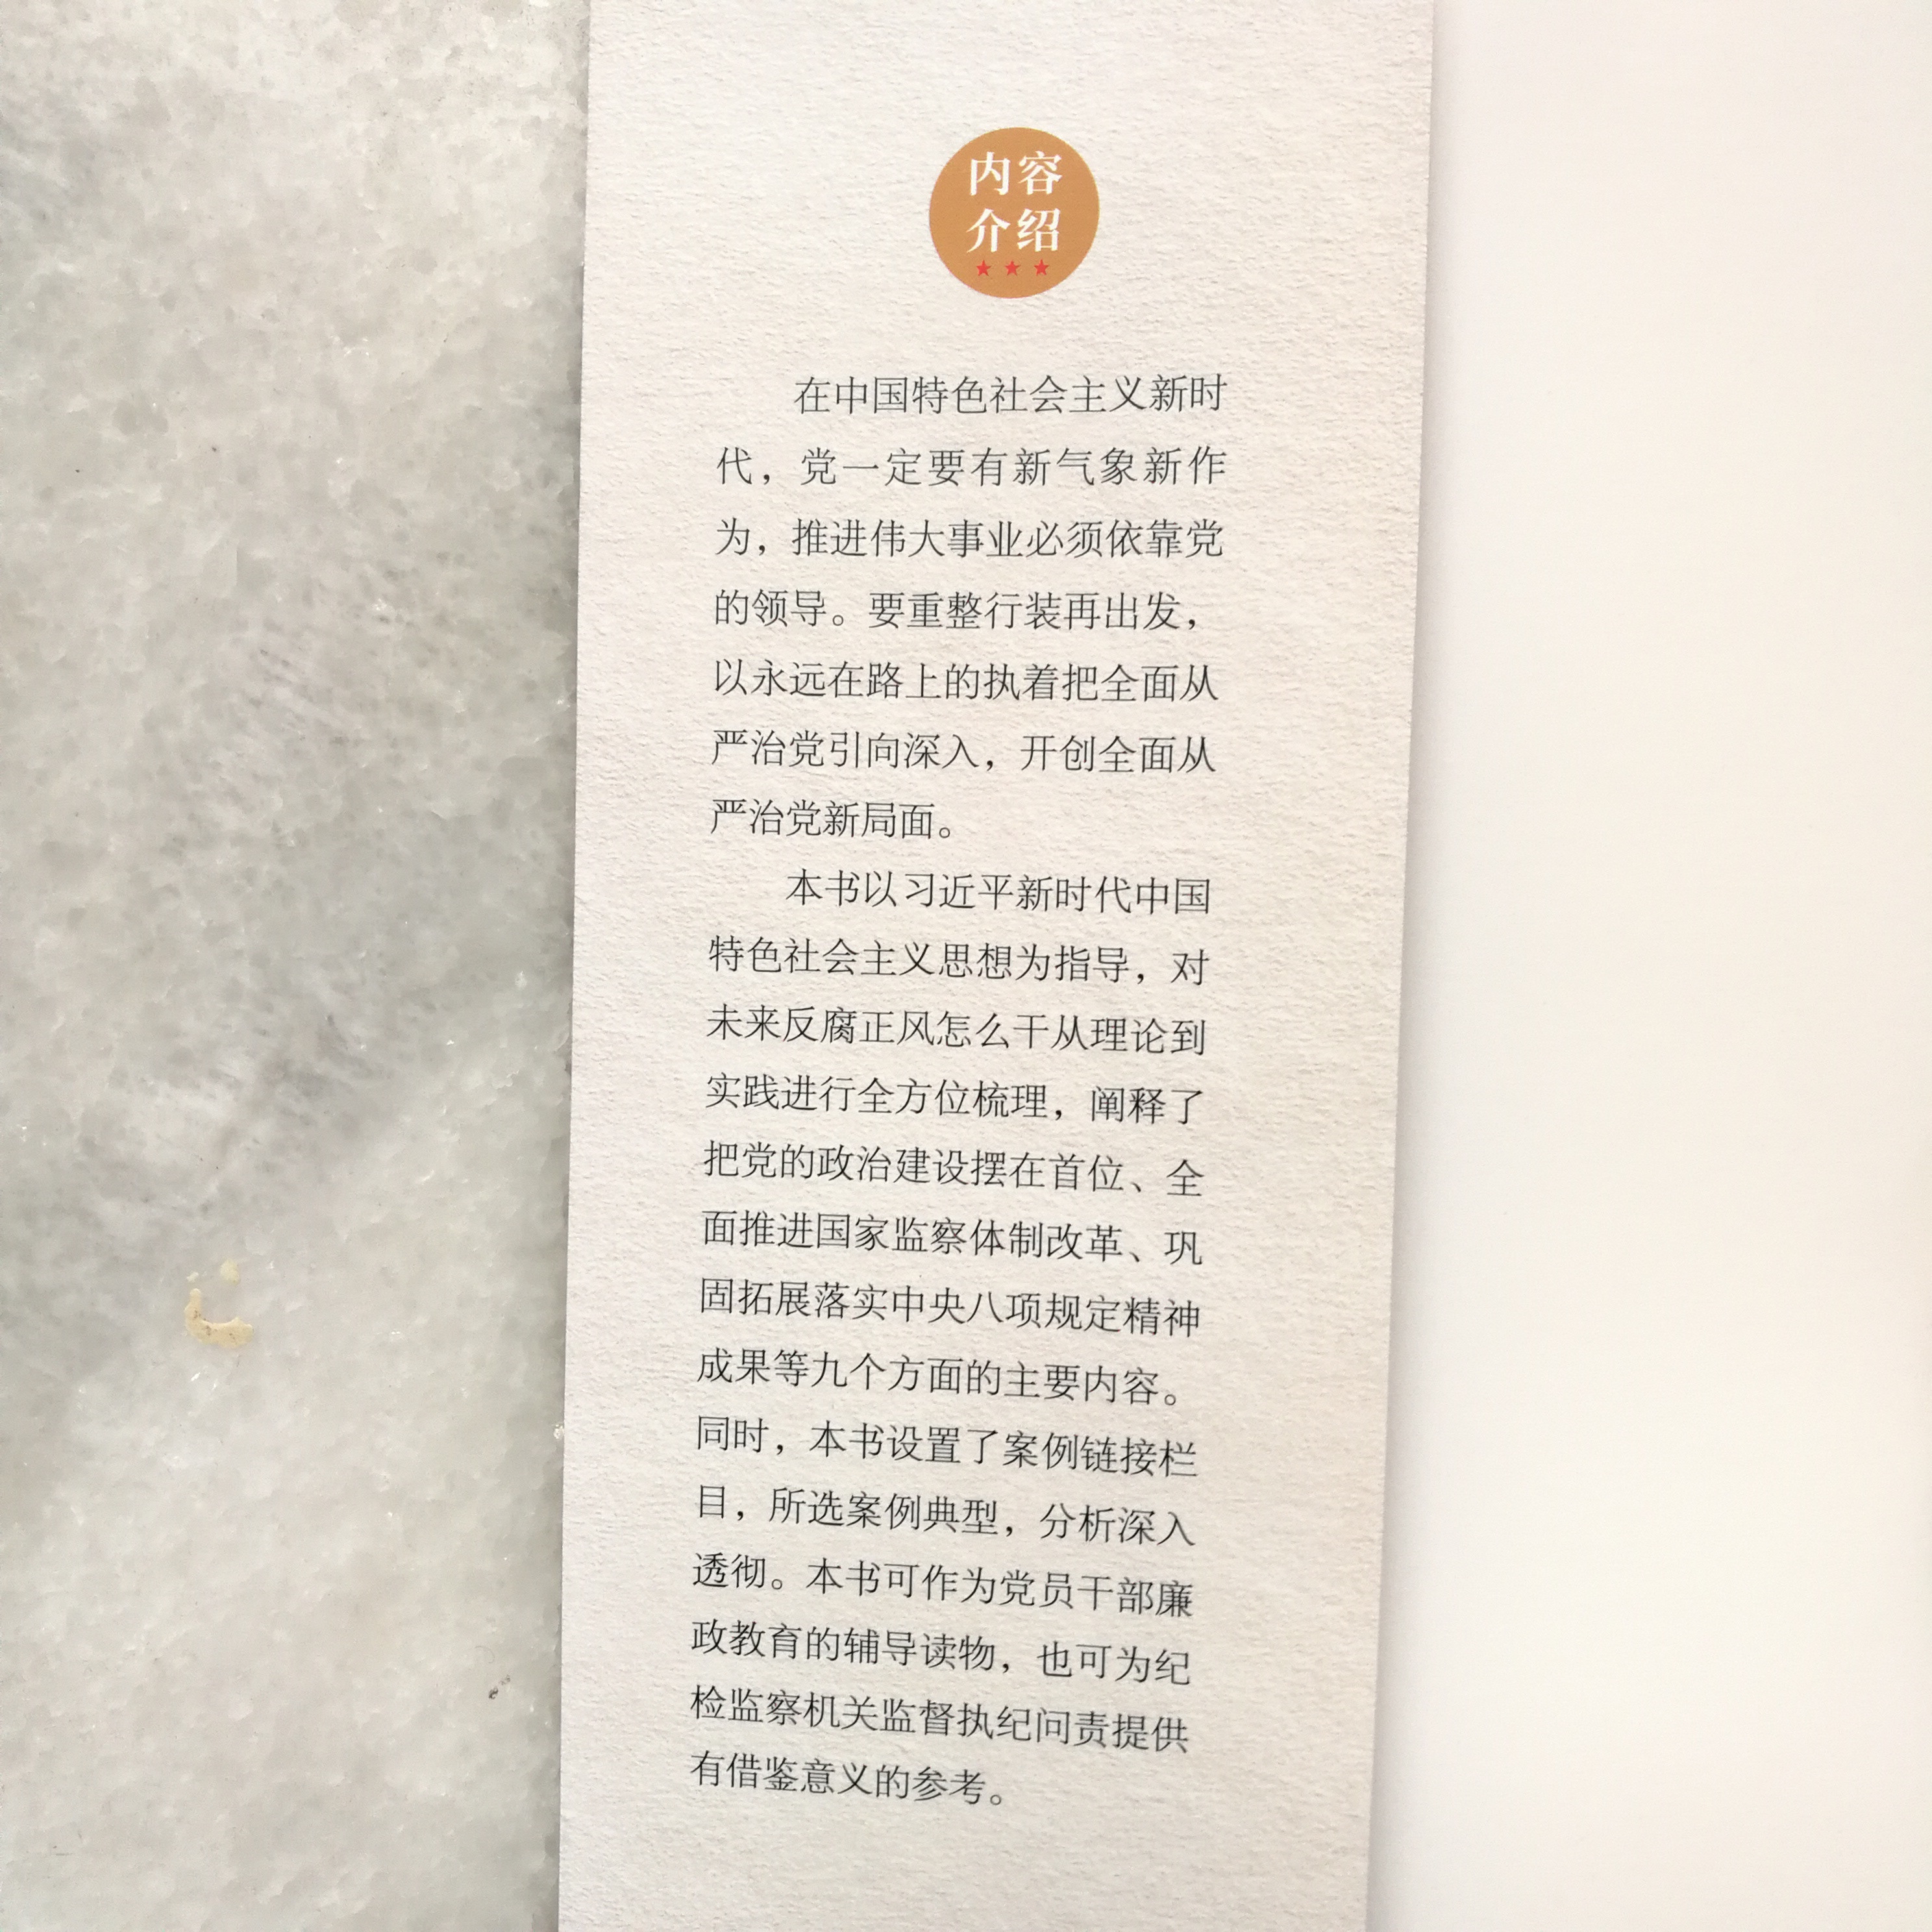 内容
介绍
在中国特色社会主义新时
代，党一定要有新气象新作
为，推进伟大事业必须依靠党
的领导。要重整行装再出发，
以永远在路上的执着把全面从
严治党引向深入，开创全面从
严治党新局面。
本书以习近平新时代中国
特色社会主义思想为指导，对
未来反腐正风怎么干从理论到
实践进行全方位梳理，阐释了
把党的政治建设摆在首位、全
面推进国家监察体制改革、巩
固拓展落实中央八项规定精神
成果等九个方面的主要内容。
同时，本书设置了案例链接栏
目，所选案例典型，分析深入
透彻。本书可作为党员干部廉
政教育的辅导读物，也可为纪
检监察机关监督执纪问责提供
有借鉴意义的参考。